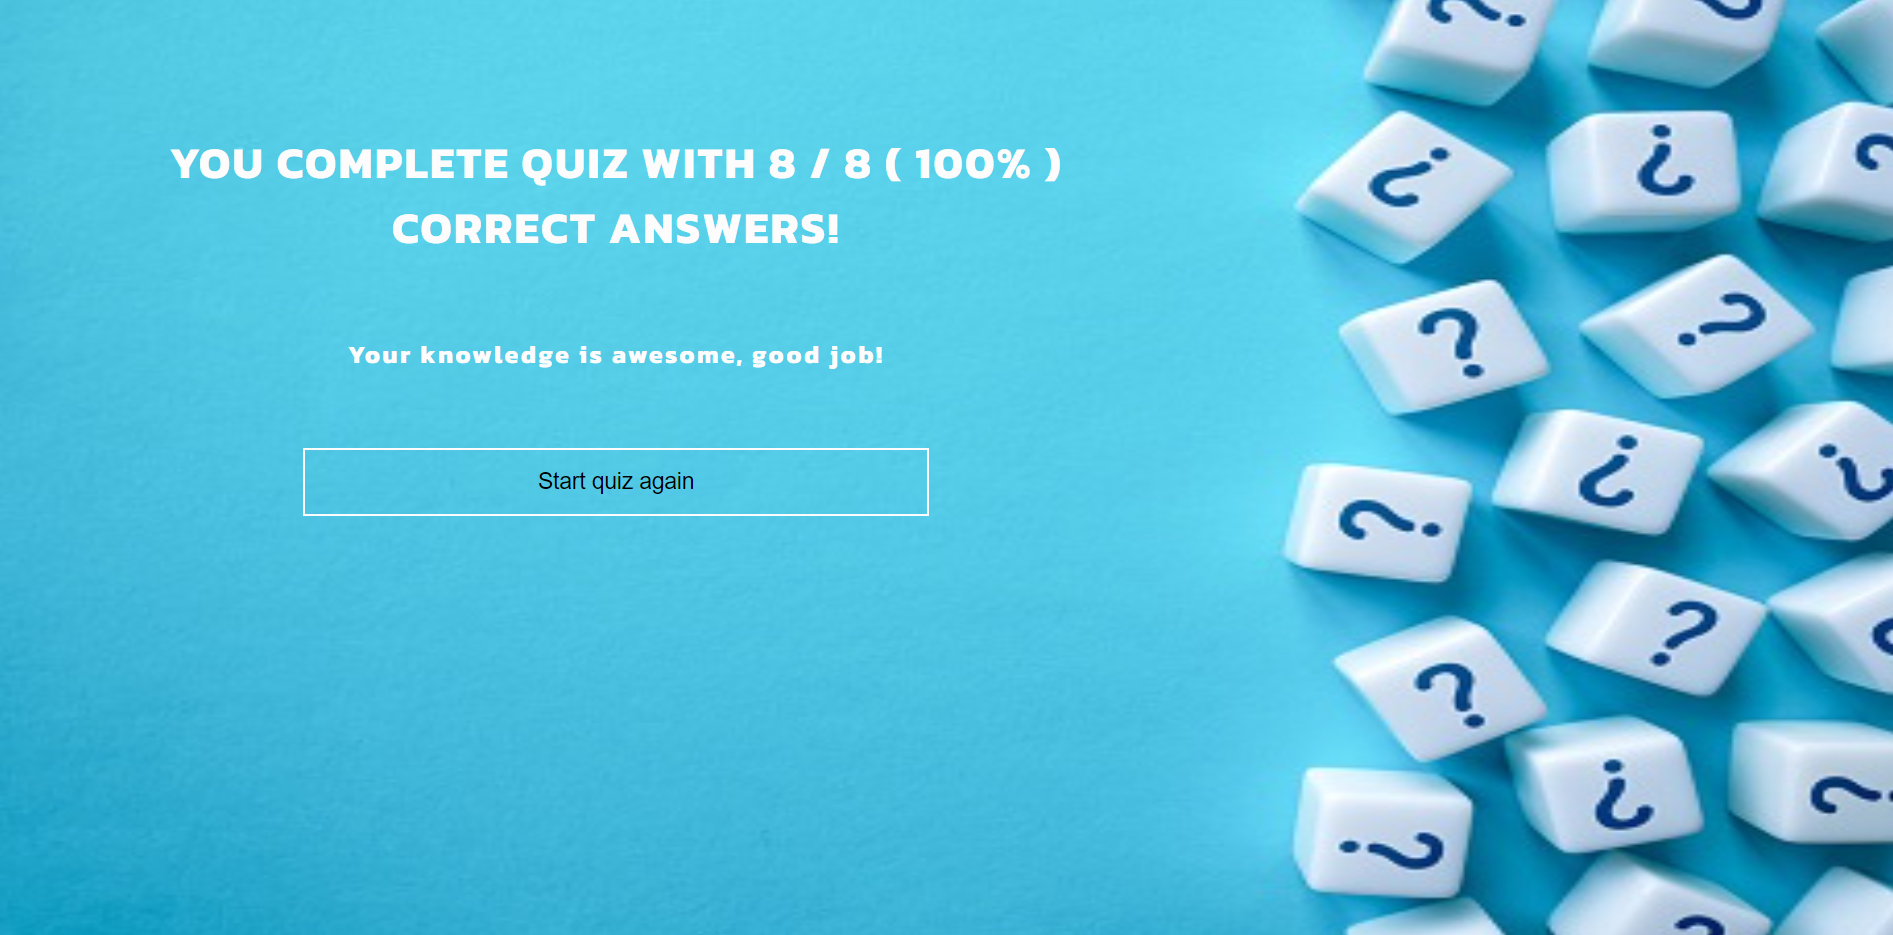 YOU COMPLETE QUIZ WITH 8 / 8 ( 100% )
CORRECT ANSWERS!
Your knowledge is awesome, good job!
Start quiz again